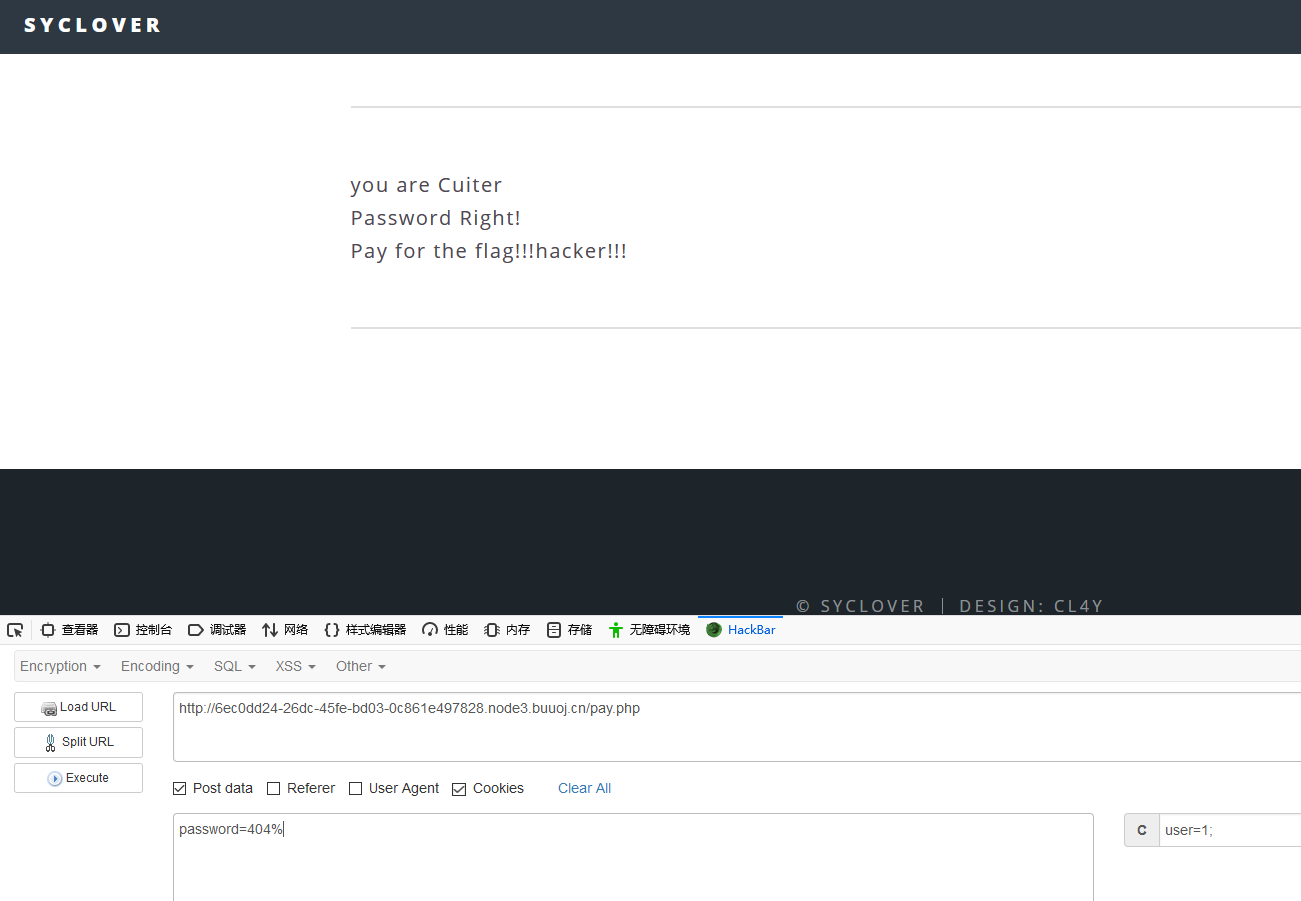 SYCLOVER
you are Cuiter
Password Right!
Pay for the flag!!!hacker!!!
© SYCLOVER | DESIGN: CL4Y
查看器 控制台 调试器 网络 样式编辑器 性能 内存 存储 无障碍环境 HackBar
Encryption Encoding SQL XSS Other
Load URL
http://6ec0dd24-26dc-45fe-bd03-0c861e497828.node3.buuoj.cn/pay.php
Split URL
Execute
Post data Referer User Agent Cookies Clear All
password=404%
C user=1;